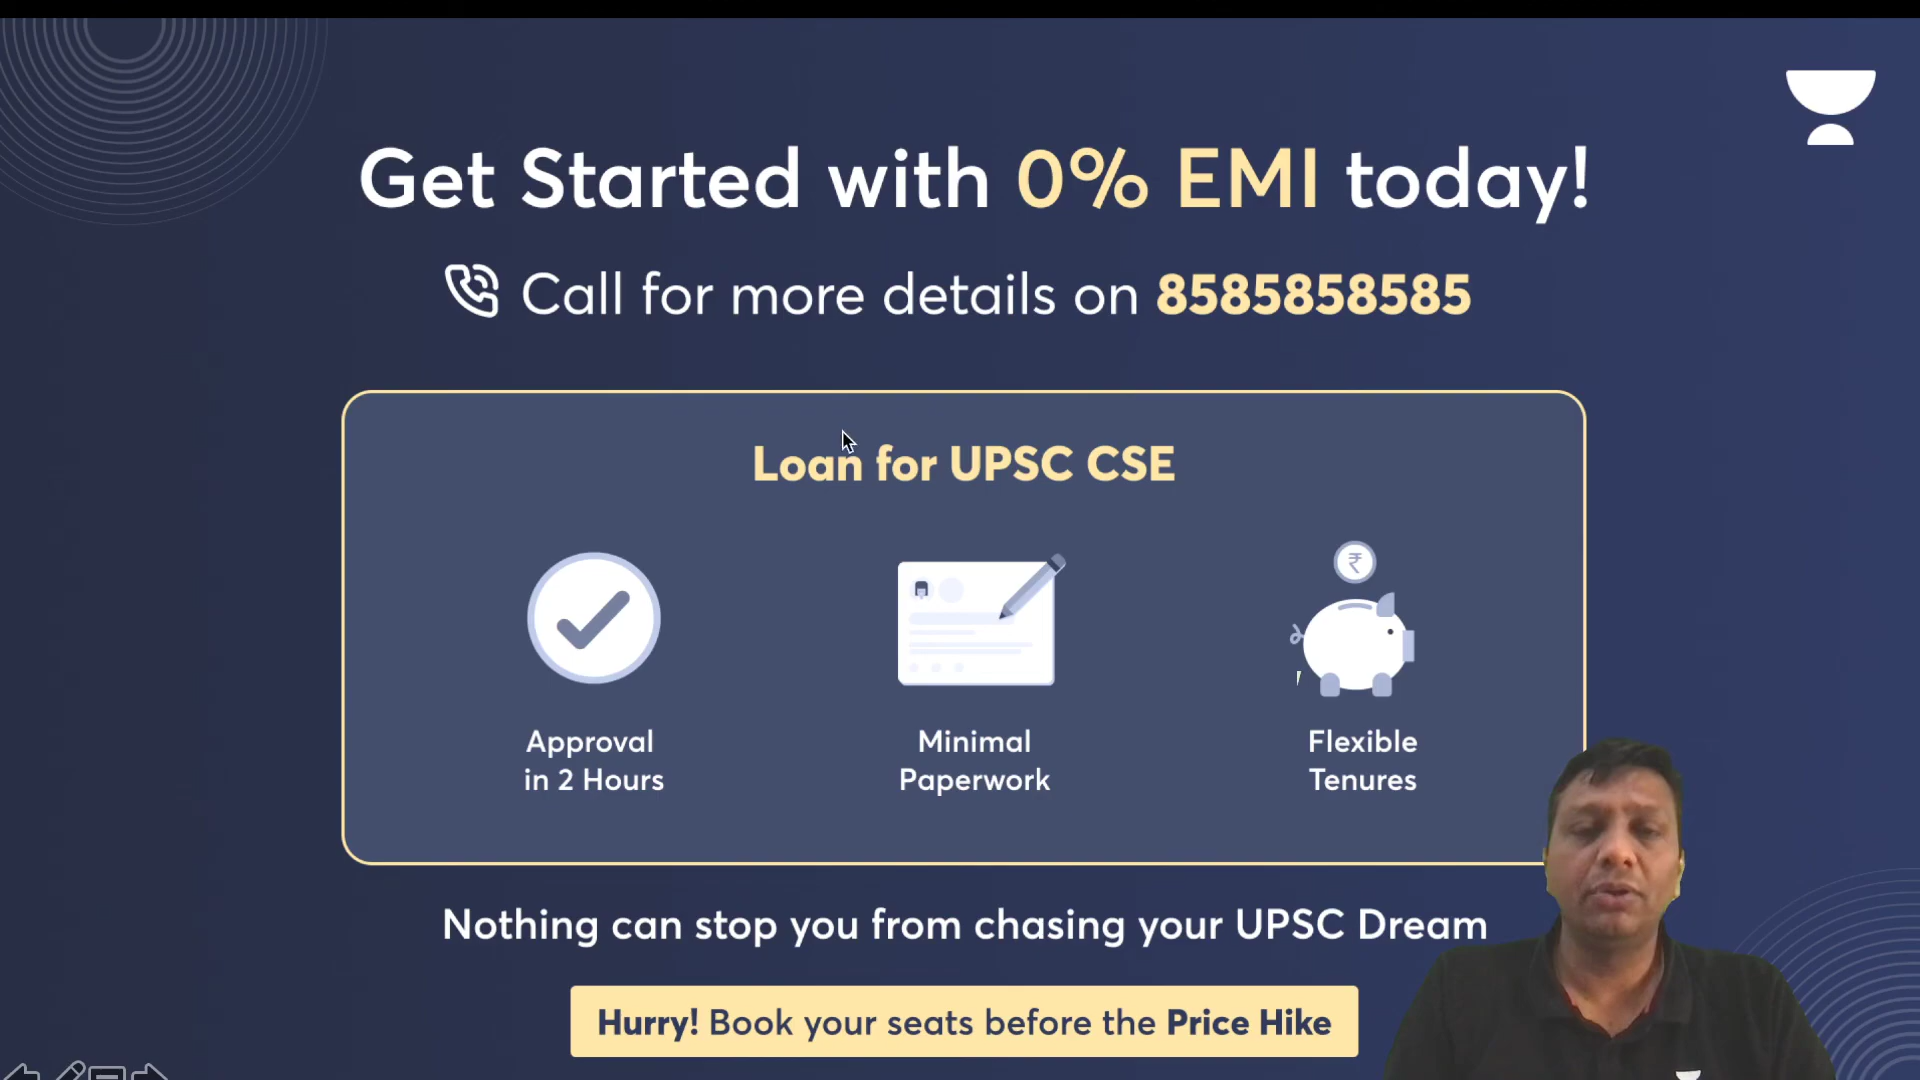 Get Started with 0% EMI today!
Call for more details on 8585858585
Loan for UPSC CSE
Approval
in 2 Hours
Minimal
Paperwork
Flexible
Tenures
Nothing can stop you from chasing your UPSC Dream
Hurry! Book your seats before the Price Hike